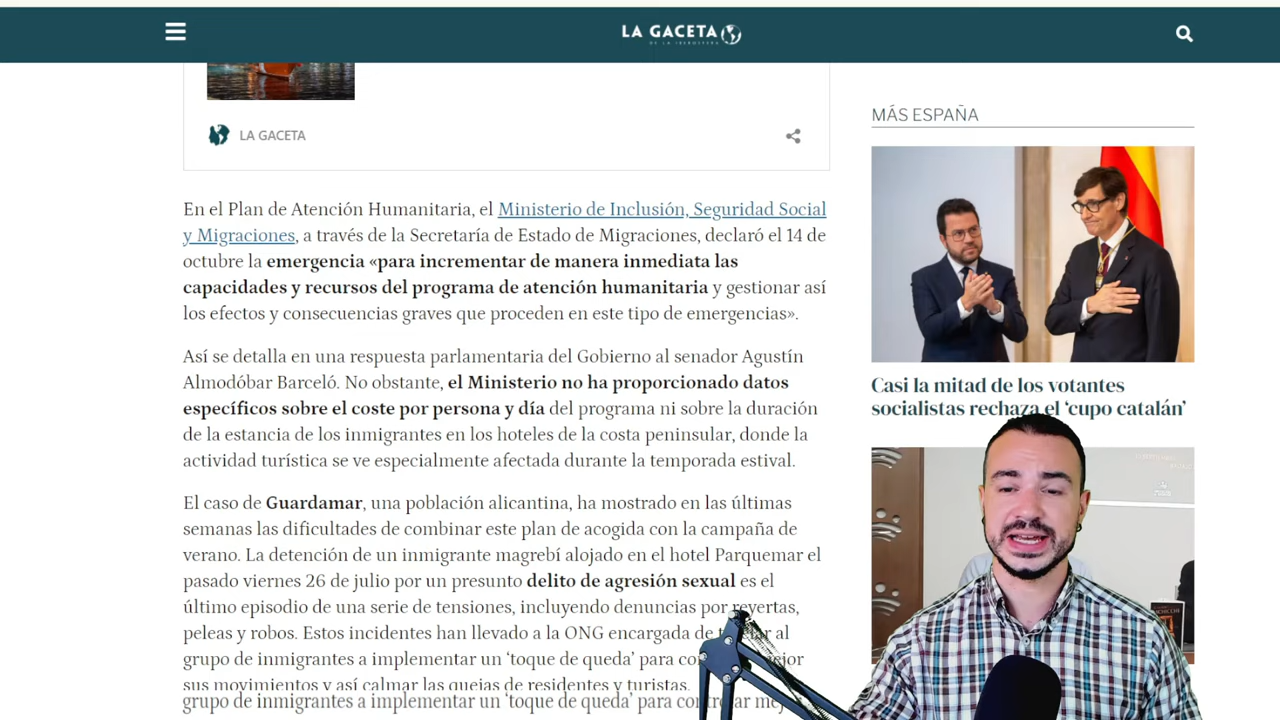 LA GACETA
DE LA IBEROSFERA
LA GACETA
MÁS ESPAÑA
En el Plan de Atención Humanitaria, el Ministerio de Inclusión, Seguridad Social
y Migraciones, a través de la Secretaría de Estado de Migraciones, declaró el 14 de
octubre la emergencia «para incrementar de manera inmediata las
capacidades y recursos del programa de atención humanitaria y gestionar así
los efectos y consecuencias graves que proceden en este tipo de emergencias».
Así se detalla en una respuesta parlamentaria del Gobierno al senador Agustín
Almodóbar Barceló. No obstante, el Ministerio no ha proporcionado datos
específicos sobre el coste por persona y día del programa ni sobre la duración
de la estancia de los inmigrantes en los hoteles de la costa peninsular, donde la
actividad turística se ve especialmente afectada durante la temporada estival.
El caso de Guardamar, una población alicantina, ha mostrado en las últimas
semanas las dificultades de combinar este plan de acogida con la campaña de
verano. La detención de un inmigrante magrebí alojado en el hotel Parquemar el
pasado viernes 26 de julio por un presunto delito de agresión sexual es el
último episodio de una serie de tensiones, incluyendo denuncias por reyertas,
peleas y robos. Estos incidentes han llevado a la ONG encargada de al
grupo de inmigrantes a implementar un ‘toque de queda’ para
sus movimientos y así calmar las quejas de residentes y turistas.
grupo de inmigrantes a implementar un ‘toque de queda’ para controlar mejor
Casi la mitad de los votantes
socialistas rechaza el ‘cupo catalán’